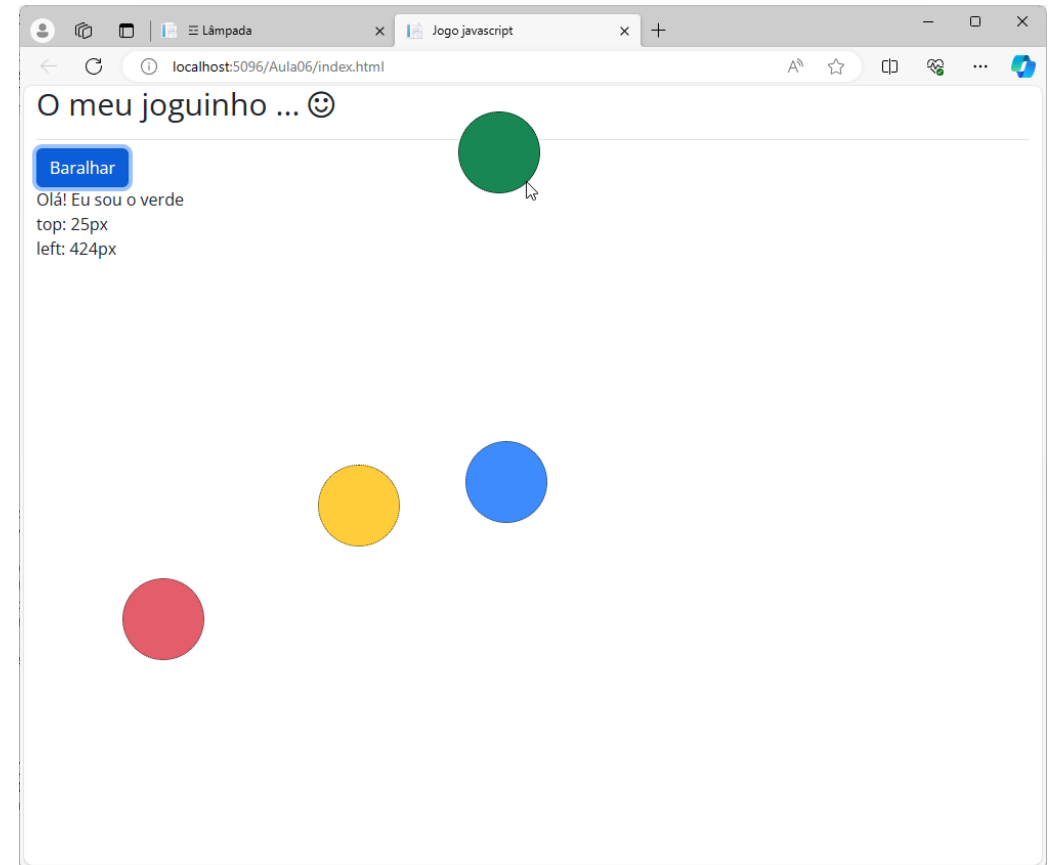 Lâmpada
Jogo javascript
localhost:5096/Aula06/index.html
O meu joguinho ...
Baralhar
Olá! Eu sou o verde
top: 25px
left: 424px